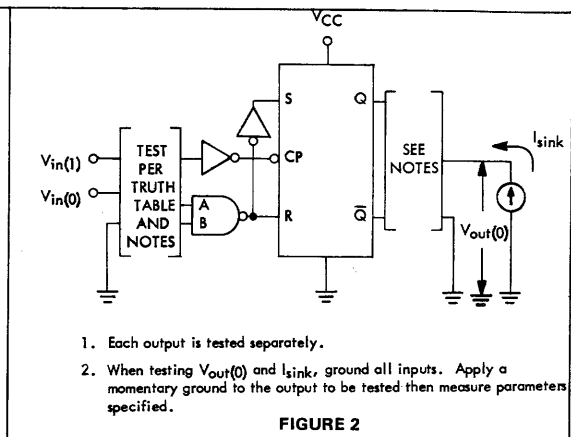 VCC
S
Q
Vin(1)
Vin(0)
TEST
PER
TRUTH
TABLE
AND
NOTES
CP
A
B
R
Q
SEE
NOTES
Isink
Vout(0)
1. Each output is tested separately.
2. When testing Vout(0) and Isink, ground all inputs. Apply a
momentary ground to the output to be tested then measure parameters
specified.
FIGURE 2